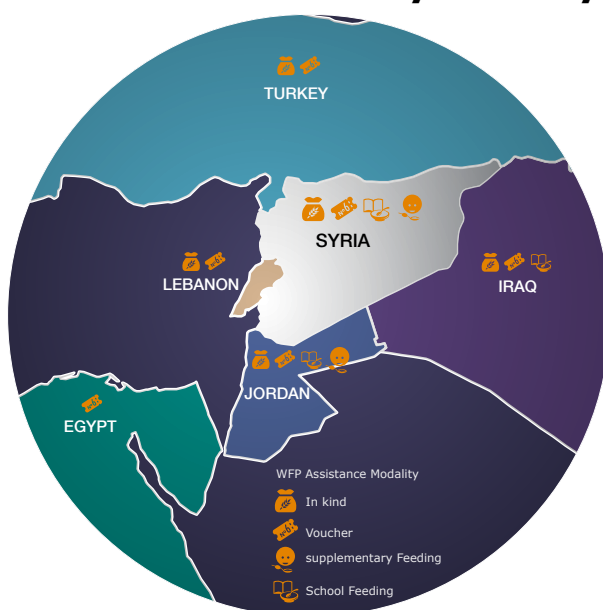 TURKEY
SYRIA
LEBANON
IRAQ
JORDAN
EGYPT
WFP Assistance Modality
In kind
Voucher
supplementary Feeding
School Feeding